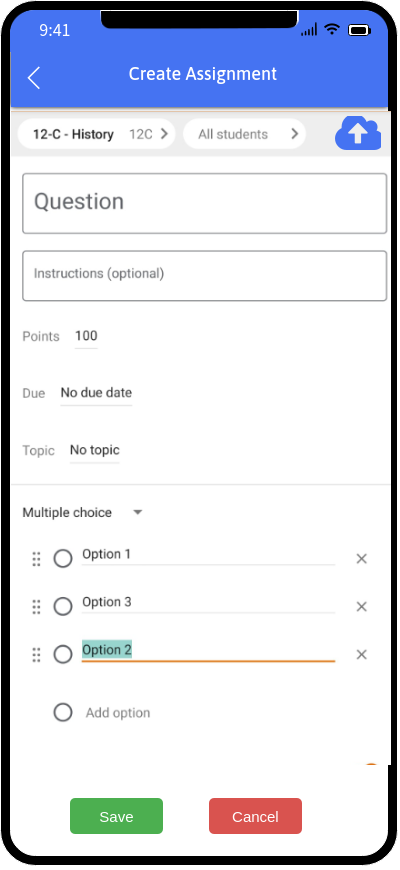 9:41
Create Assignment
12-C - History 12C All students
Question
Instructions (optional)
Points 100
Due No due date
Topic No topic
Multiple choice
Option 1
Option 3
Option 2
Add option
Save Cancel